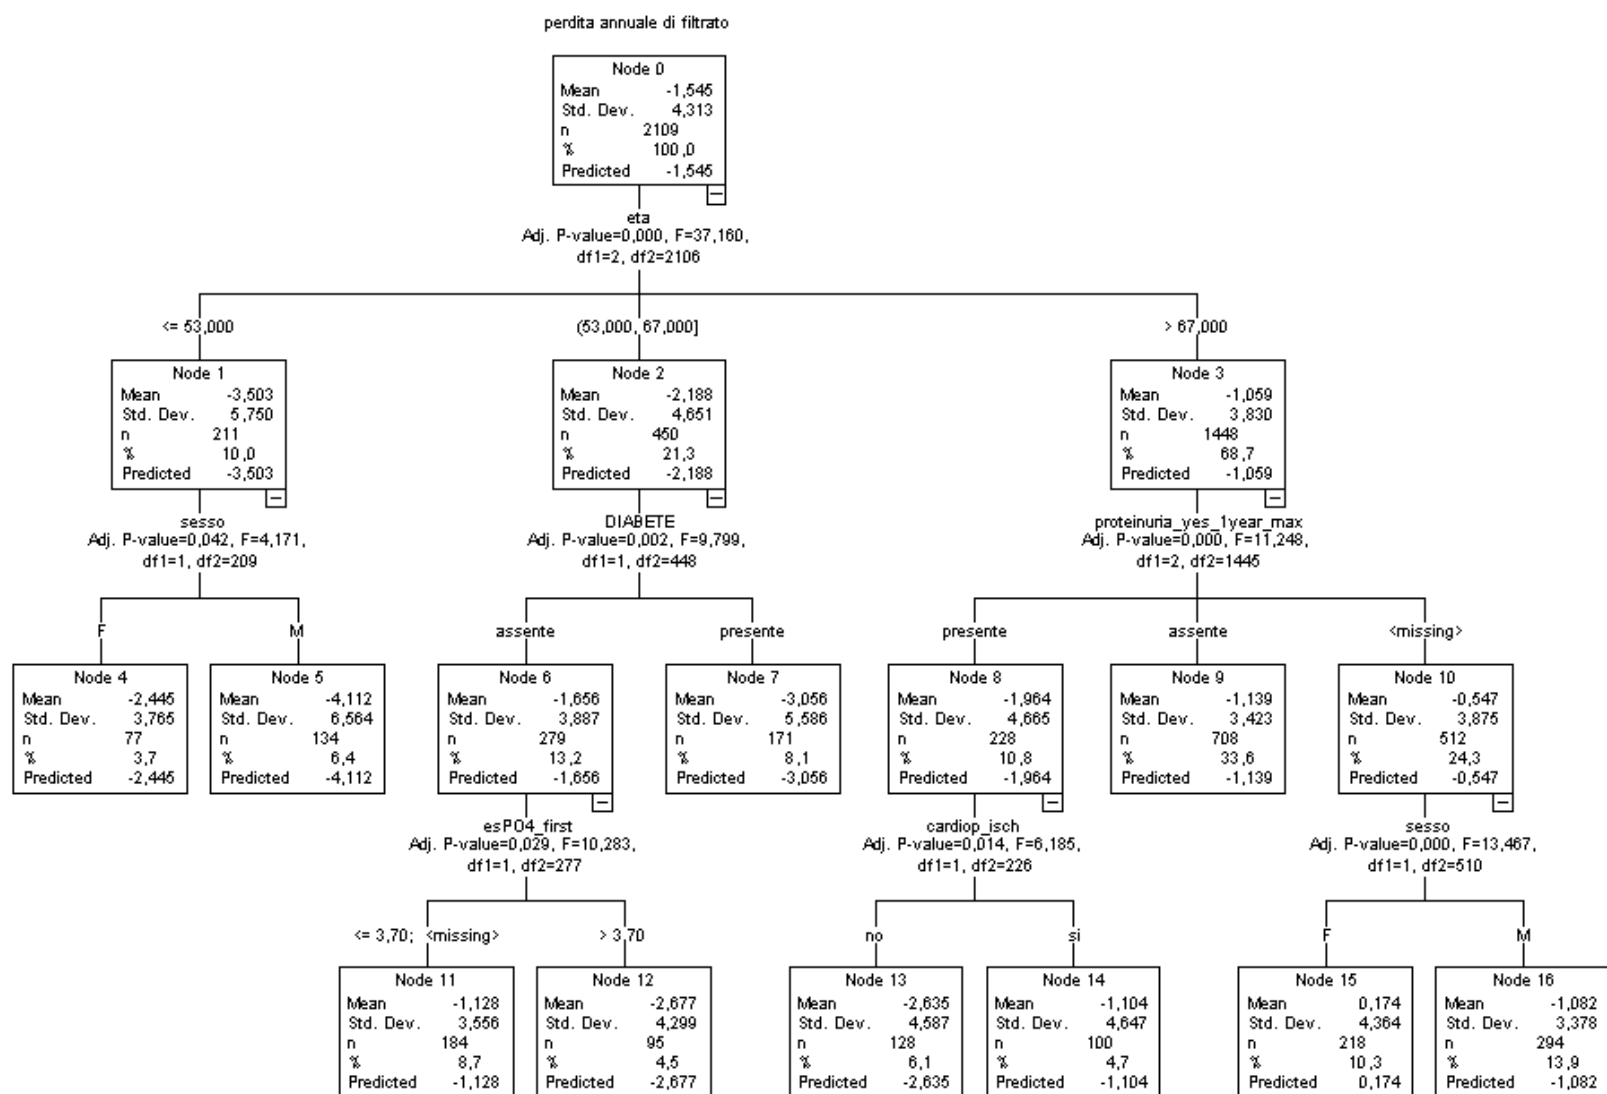 perdita annuale di filtrato
Node 0
Mean -1,545
Std. Dev. 4,313
n 2109
% 100,0
Predicted -1,545
eta
Adj. P-value=0,000, F=37,160,
df1=2, df2=2106
<= 53,000
(53,000, 67,000]
> 67,000
Node 1
Mean -3,503
Std. Dev. 5,750
n 211
% 10,0
Predicted -3,503
Node 2
Mean -2,188
Std. Dev. 4,651
n 450
% 21,3
Predicted -2,188
Node 3
Mean -1,059
Std. Dev. 3,830
n 1448
% 68,7
Predicted -1,059
sesso
Adj. P-value=0,042, F=4,171,
df1=1, df2=209
DIABETE
Adj. P-value=0,002, F=9,799,
df1=1, df2=448
proteinuria_yes_1year_max
Adj. P-value=0,000, F=11,248,
df1=2, df2=1445
F
M
assente
presente
presente
assente
<missing>
Node 4
Mean -2,445
Std. Dev. 3,765
n 77
% 3,7
Predicted -2,445
Node 5
Mean -4,112
Std. Dev. 6,564
n 134
% 6,4
Predicted -4,112
Node 6
Mean -1,656
Std. Dev. 3,887
n 279
% 13,2
Predicted -1,656
Node 7
Mean -3,056
Std. Dev. 5,586
n 171
% 8,1
Predicted -3,056
Node 8
Mean -1,964
Std. Dev. 4,665
n 228
% 10,8
Predicted -1,964
Node 9
Mean -1,139
Std. Dev. 3,423
n 708
% 33,6
Predicted -1,139
Node 10
Mean -0,547
Std. Dev. 3,875
n 512
% 24,3
Predicted -0,547
esPO4_first
Adj. P-value=0,029, F=10,283,
df1=1, df2=277
cardiop_isch
Adj. P-value=0,014, F=6,185,
df1=1, df2=226
sesso
Adj. P-value=0,000, F=13,467,
df1=1, df2=510
<= 3,70; <missing>
> 3,70
no
si
F
M
Node 11
Mean -1,128
Std. Dev. 3,556
n 184
% 8,7
Predicted -1,128
Node 12
Mean -2,677
Std. Dev. 4,299
n 95
% 4,5
Predicted -2,677
Node 13
Mean -2,635
Std. Dev. 4,587
n 128
% 6,1
Predicted -2,635
Node 14
Mean -1,104
Std. Dev. 4,647
n 100
% 4,7
Predicted -1,104
Node 15
Mean 0,174
Std. Dev. 4,364
n 218
% 10,3
Predicted 0,174
Node 16
Mean -1,082
Std. Dev. 3,378
n 294
% 13,9
Predicted -1,082